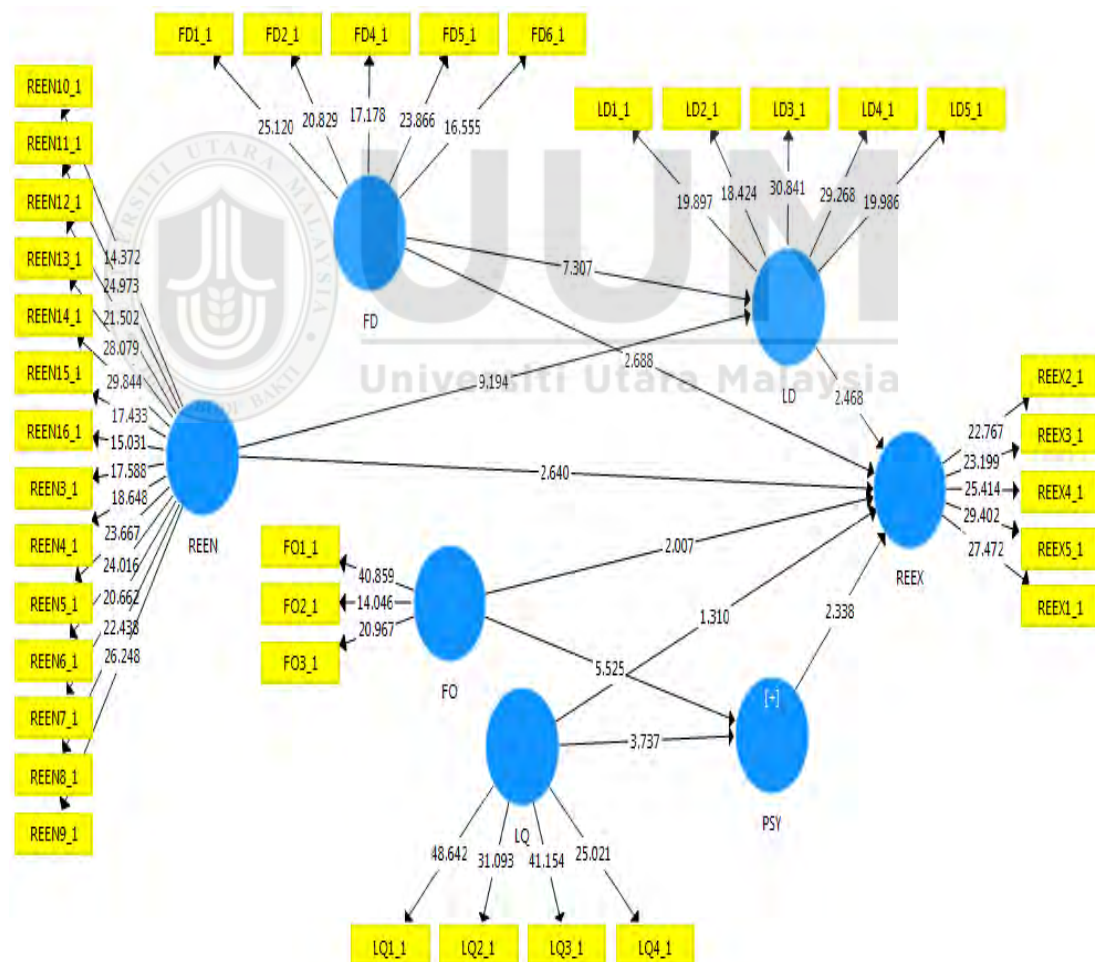 FD1_1 FD2_1 FD4_1 FD5_1 FD6_1
25.120 20.829 17.178 23.866 16.555
FD
LD1_1 LD2_1 LD3_1 LD4_1 LD5_1
19.897 18.424 30.841 29.268 19.986
LD
REEN10_1
REEN11_1
REEN12_1
REEN13_1
REEN14_1
REEN15_1
REEN16_1
REEN3_1
REEN4_1
REEN5_1
REEN6_1
REEN7_1
REEN8_1
REEN9_1
14.372
24.973
21.502
28.079
29.844
17.433
15.031
17.588
18.648
23.667
24.016
20.662
22.438
26.248
REEN
7.307
2.688
9.194
2.468
2.640
2.007
1.310
2.338
5.525
3.737
REEX2_1
REEX3_1
REEX4_1
REEX5_1
REEX1_1
22.767
23.199
25.414
29.402
27.472
REEX
FO1_1
FO2_1
FO3_1
40.859
14.046
20.967
FO
[+]
PSY
LQ
48.642 31.093 41.154 25.021
LQ1_1 LQ2_1 LQ3_1 LQ4_1
UUM
Universiti Utara Malaysia
UTARA MALAYSIA